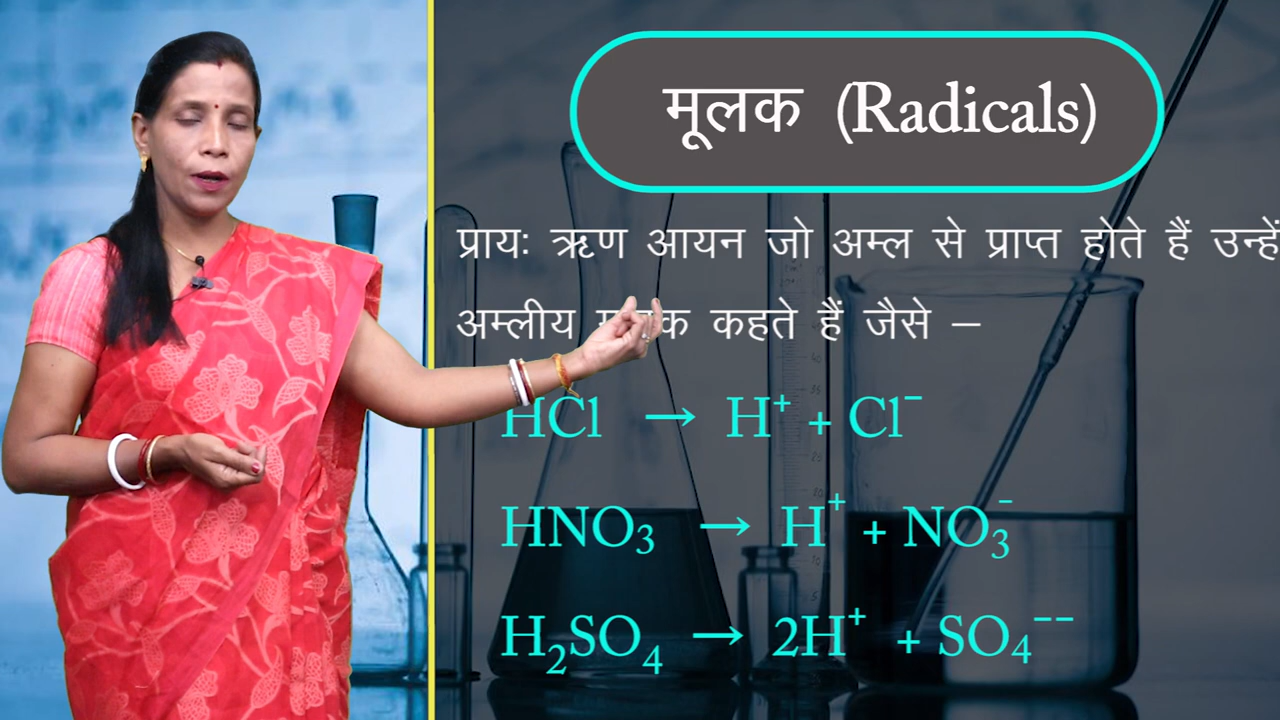 मूलक (Radicals)
प्रायः ऋण आयन जो अम्ल से प्राप्त होते हैं उन्हें
अम्लीय कहते हैं जैसे –
HCl → H⁺ + Cl⁻
HNO₃ → H⁺ + NO₃⁻
H₂SO₄ → 2H⁺ + SO₄⁻⁻